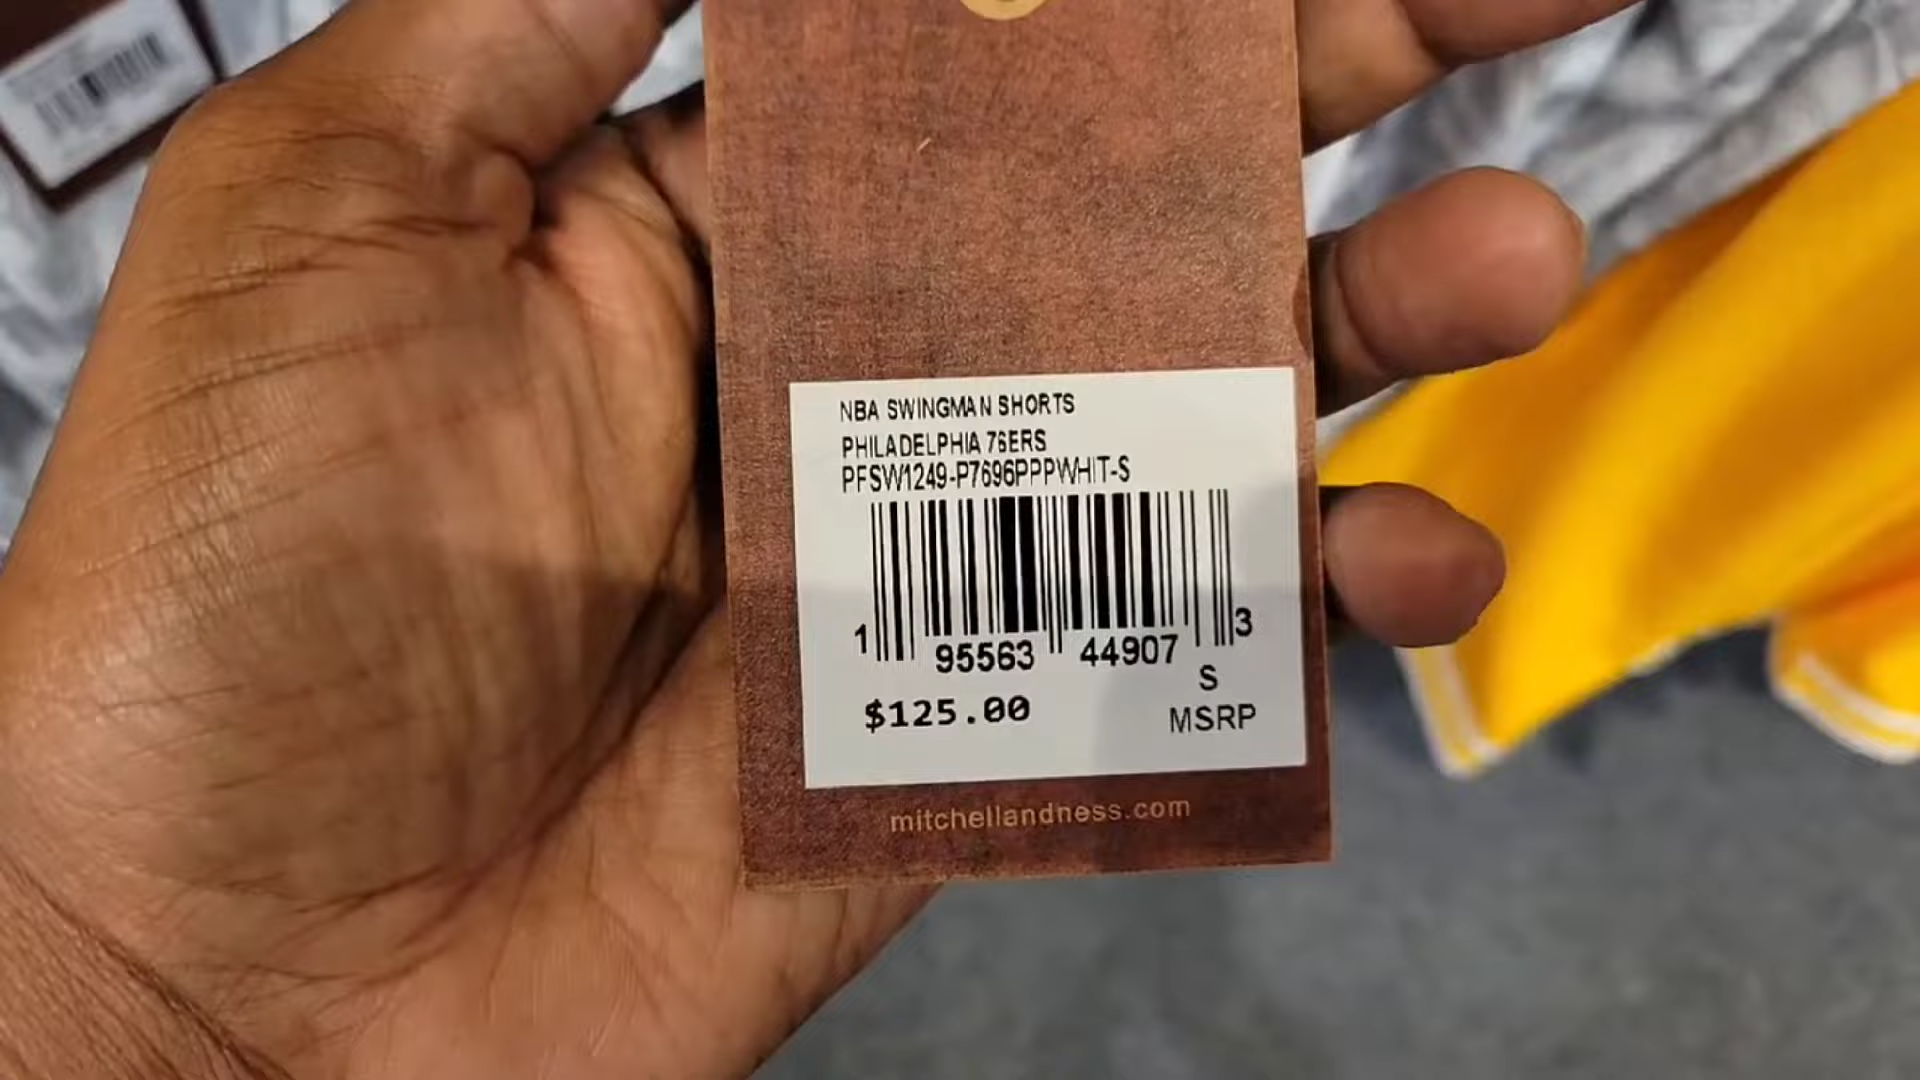 NBA SWINGMAN SHORTS
PHILADELPHIA 76ERS
PFSW1249-P7696PPPWHIT-S
1 95563 44907 3
S
$125.00 MSRP
mitchellandness.com